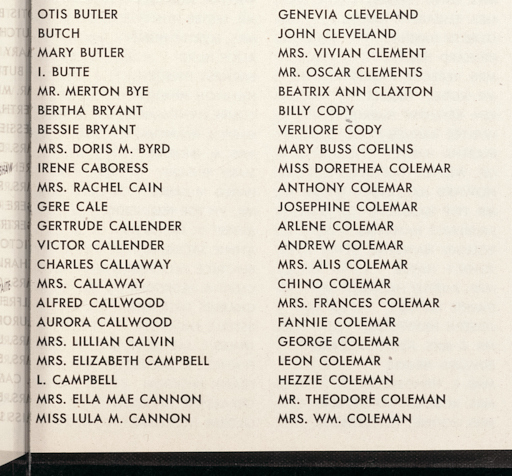 OTIS BUTLER
BUTCH
MARY BUTLER
I. BUTTE
MR. MERTON BYE
BERTHA BRYANT
BESSIE BRYANT
MRS. DORIS M. BYRD
IRENE CABORESS
MRS. RACHEL CAIN
GERE CALE
GERTRUDE CALLENDER
VICTOR CALLENDER
CHARLES CALLAWAY
MRS. CALLAWAY
ALFRED CALLWOOD
AURORA CALLWOOD
MRS. LILLIAN CALVIN
MRS. ELIZABETH CAMPBELL
L. CAMPBELL
MRS. ELLA MAE CANNON
MISS LULA M. CANNON
GENEVIA CLEVELAND
JOHN CLEVELAND
MRS. VIVIAN CLEMENT
MR. OSCAR CLEMENTS
BEATRIX ANN CLAXTON
BILLY CODY
VERLIORE CODY
MARY BUSS COELINS
MISS DORETHEA COLEMAR
ANTHONY COLEMAR
JOSEPHINE COLEMAR
ARLENE COLEMAR
ANDREW COLEMAR
MRS. ALIS COLEMAR
CHINO COLEMAR
MRS. FRANCES COLEMAR
FANNIE COLEMAR
GEORGE COLEMAR
LEON COLEMAR
HEZZIE COLEMAN
MR. THEODORE COLEMAN
MRS. WM. COLEMAN